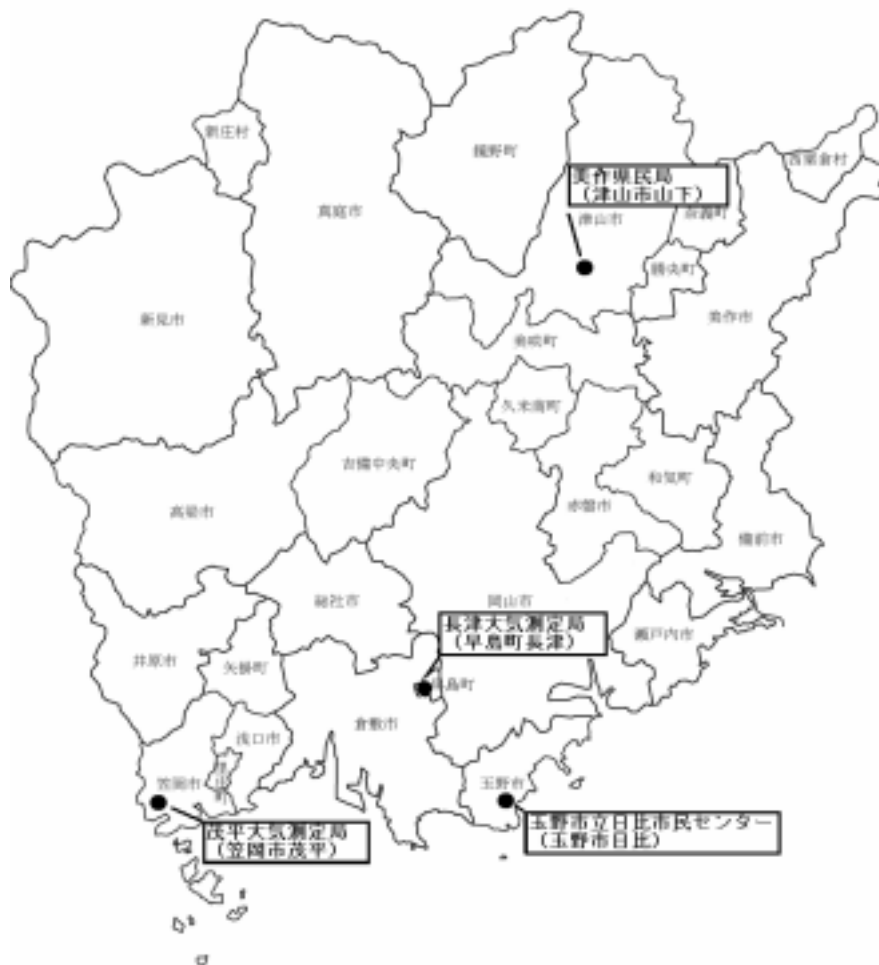 新庄村
鏡野町
西粟倉村
美作県民局
(津山市山下)
真庭市
津山市
勝央町
新見市
美作市
美咲町
久米南町
吉備中央町
和気町
高梁市
赤磐市
備前市
総社市
岡山市
長津大気測定局
(早島町長津)
瀬戸内市
井原市
矢掛町
早島町
倉敷市
浅口市
笠岡市
玉野市
茂平大気測定局
(笠岡市茂平)
玉野市立日比市民センター
(玉野市日比)